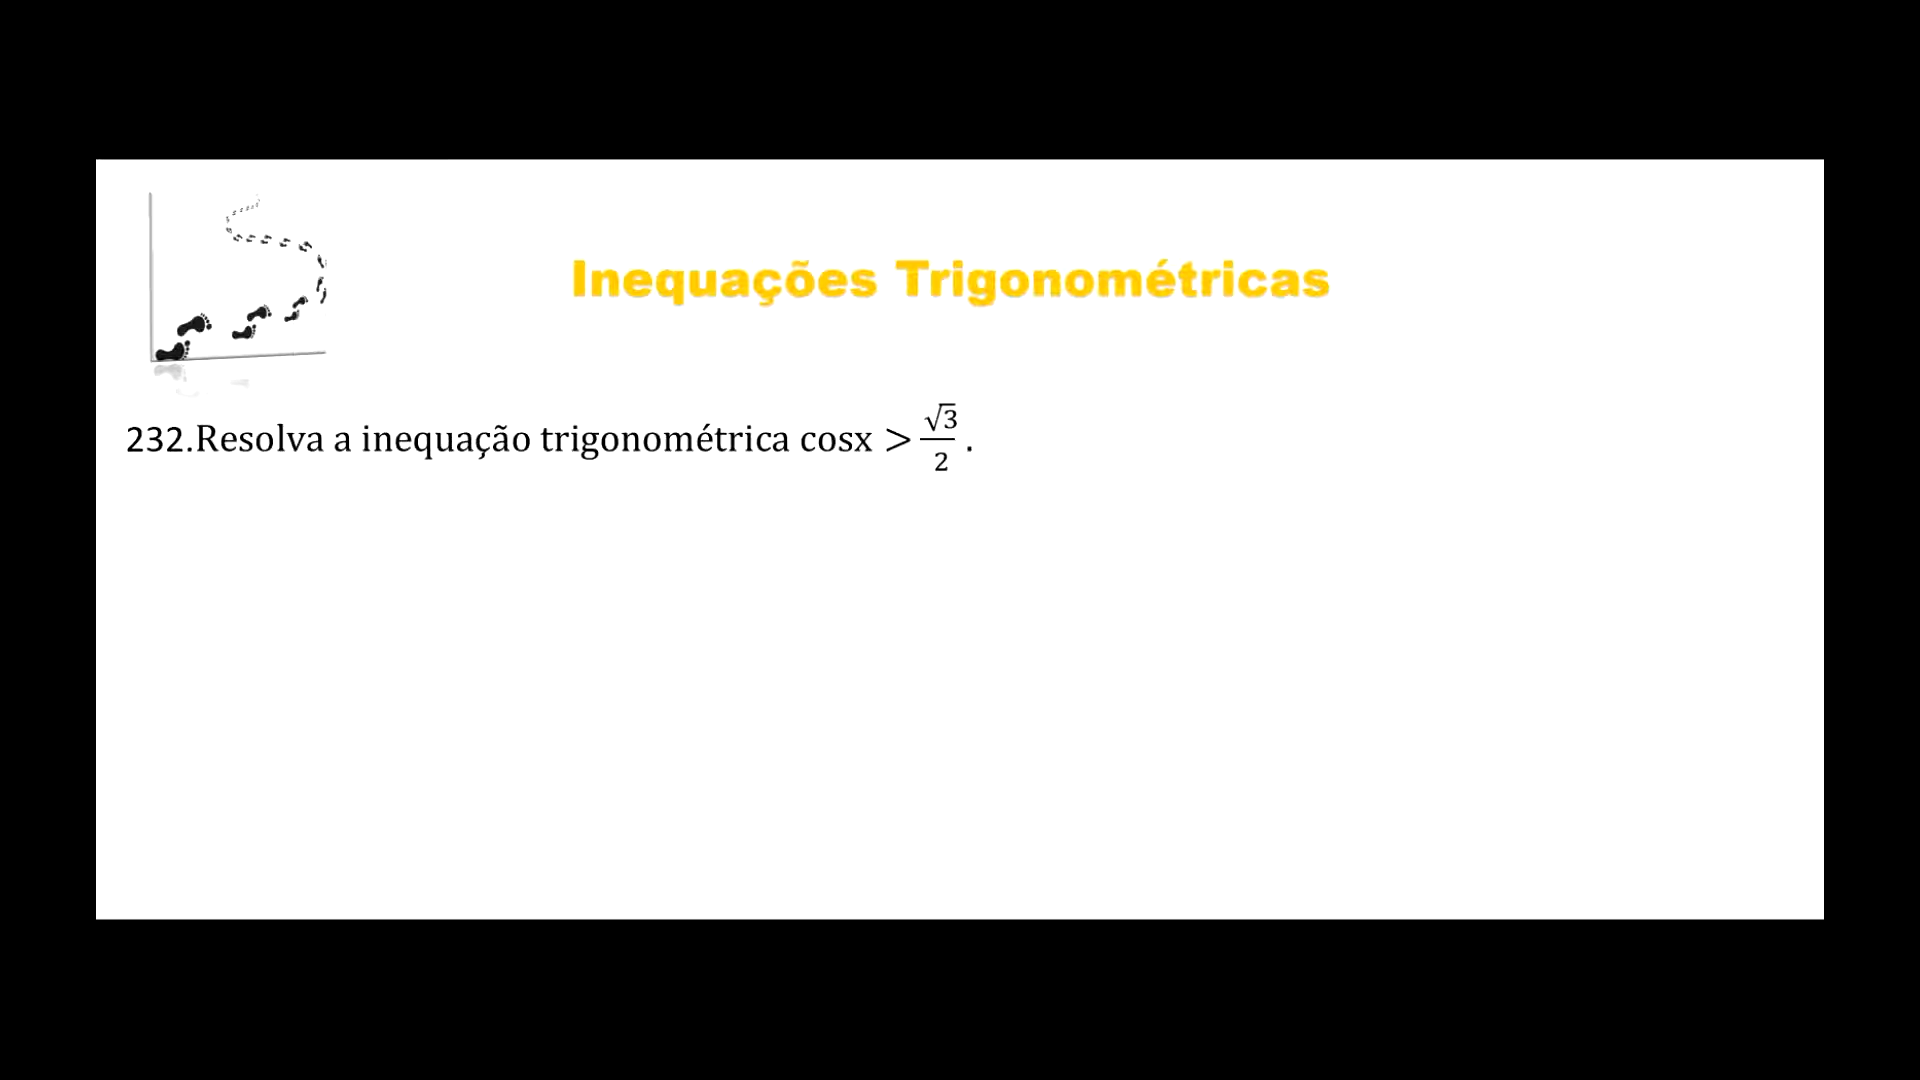 Inequações Trigonométricas
232.Resolva a inequação trigonométrica cosx > √3/2 .